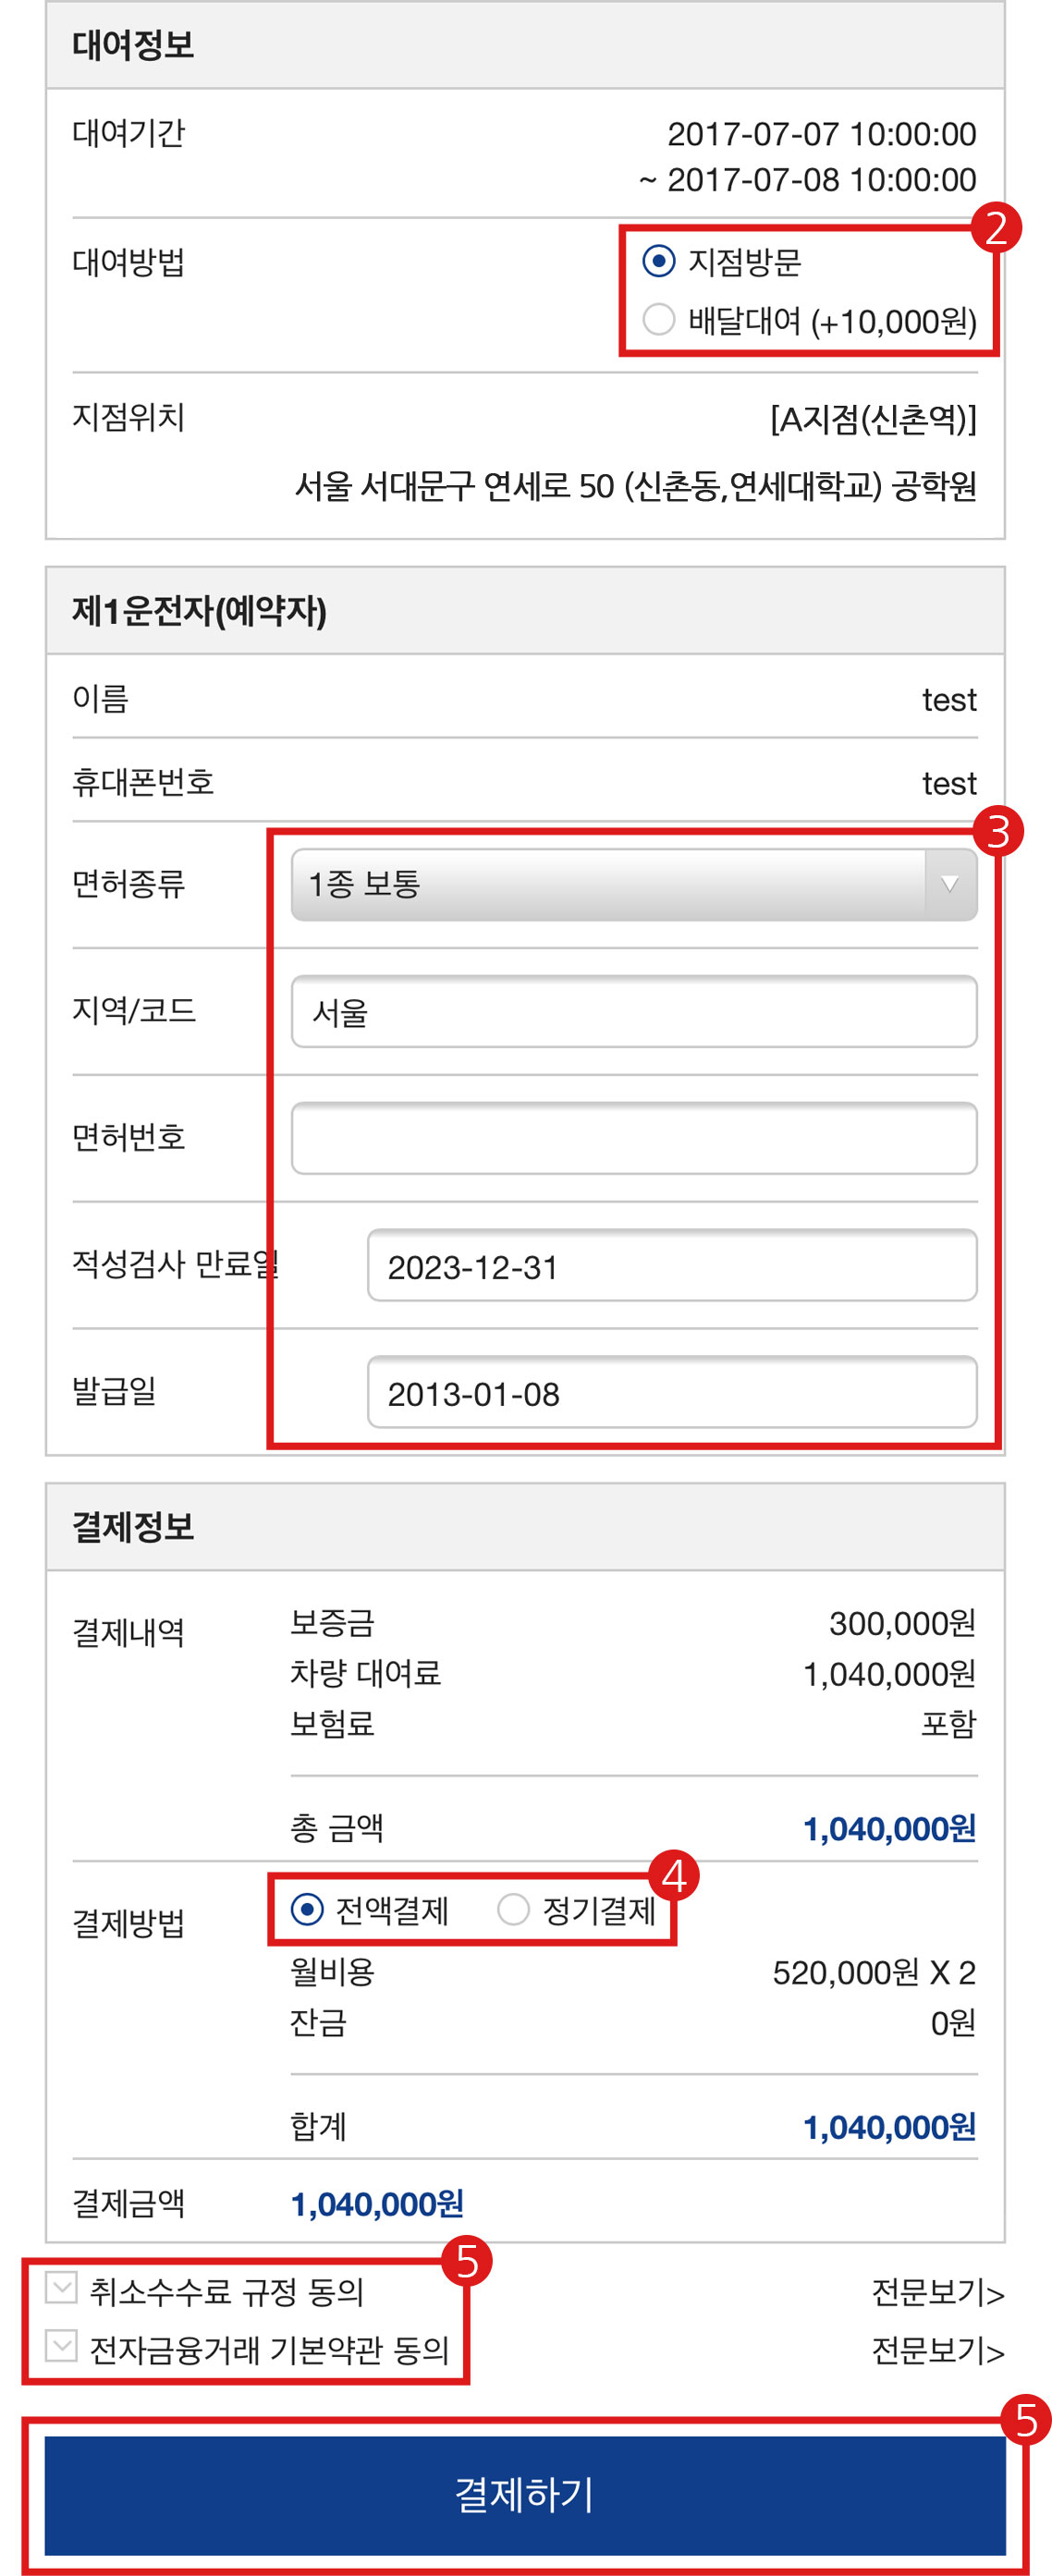 대여정보
대여기간 2017-07-07 10:00:00
~ 2017-07-08 10:00:00
2
대여방법 지점방문
배달대여 (+10,000원)
지점위치 [A지점(신촌역)]
서울 서대문구 연세로 50 (신촌동,연세대학교) 공학원
제1운전자(예약자)
이름 test
휴대폰번호 test
3
면허종류 1종 보통
지역/코드 서울
면허번호
적성검사 만료일 2023-12-31
발급일 2013-01-08
결제정보
결제내역 보증금 300,000원
차량 대여료 1,040,000원
보험료 포함
총 금액 1,040,000원
4
결제방법 전액결제 정기결제
월비용 520,000원 X 2
잔금 0원
합계 1,040,000원
결제금액 1,040,000원
5
취소수수료 규정 동의 전문보기>
전자금융거래 기본약관 동의 전문보기>
5
결제하기